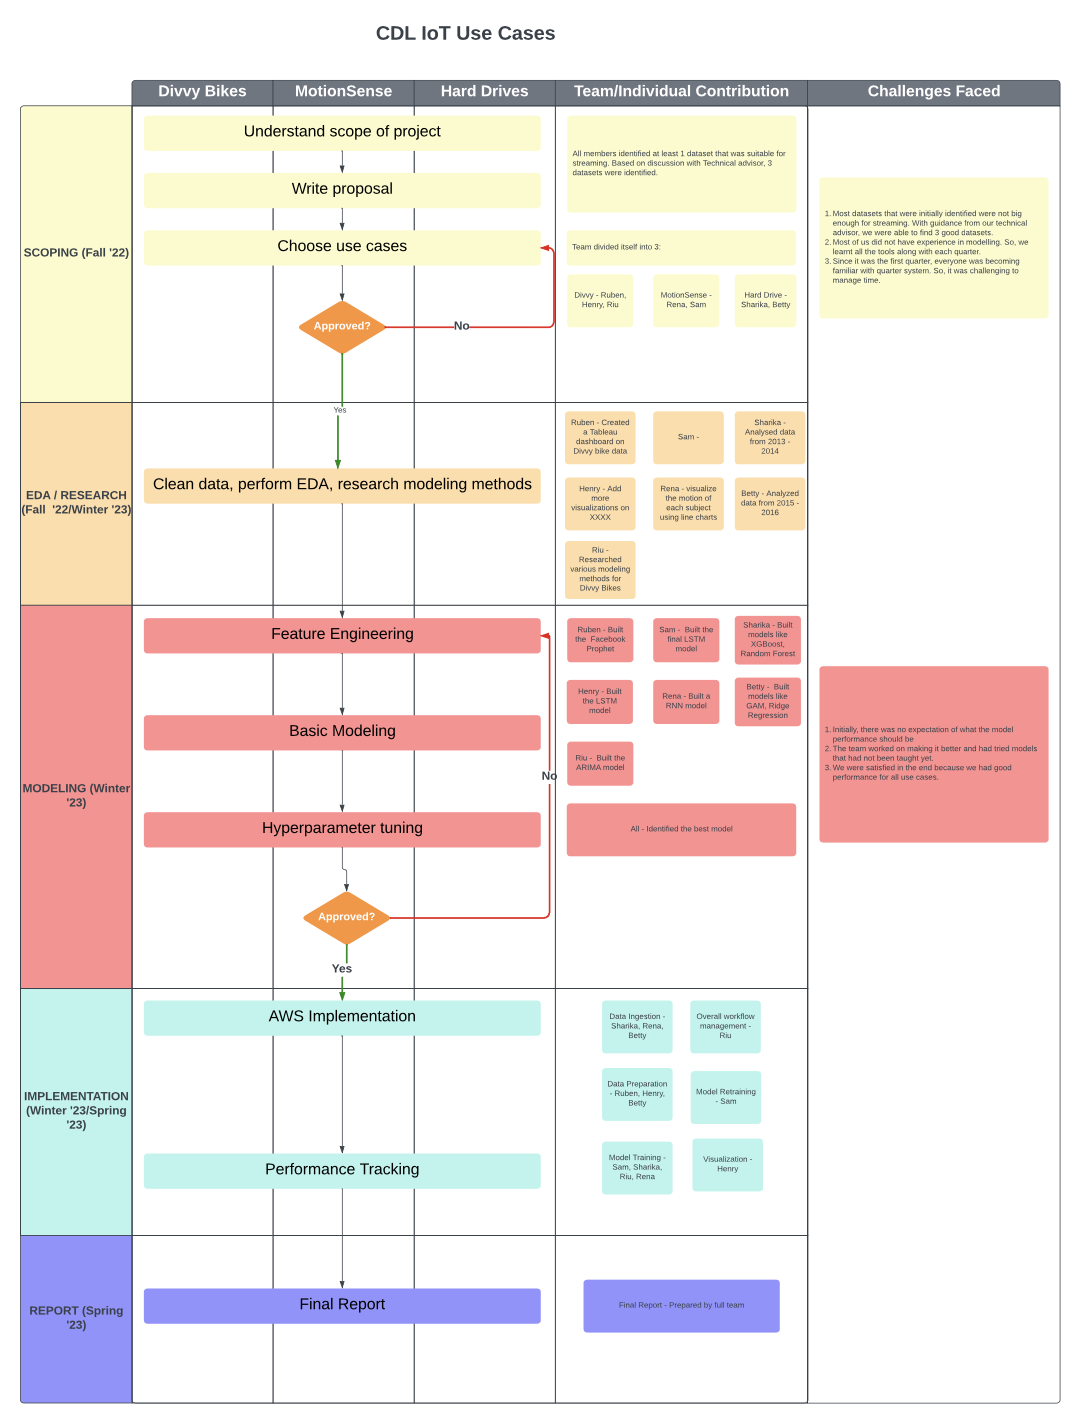 CDL IoT Use Cases
Divvy Bikes
MotionSense
Hard Drives
Team/Individual Contribution
Challenges Faced
SCOPING (Fall '22)
Understand scope of project
Write proposal
Choose use cases
Approved?
No
Yes
All members identified at least 1 dataset that was suitable for
streaming. Based on discussion with Technical advisor, 3
datasets were identified.
Team divided itself into 3:
Divvy - Ruben,
Henry, Riu
MotionSense -
Rena, Sam
Hard Drive -
Sharika, Betty
1. Most datasets that were initially identified were not big
enough for streaming. With guidance from our technical
advisor, we were able to find 3 good datasets.
2. Most of us did not have experience in modelling. So, we
learnt all the tools along with each quarter.
3. Since it was the first quarter, everyone was becoming
familiar with quarter system. So, it was challenging to
manage time.
EDA / RESEARCH
(Fall '22/Winter '23)
Clean data, perform EDA, research modeling methods
Ruben - Created
a Tableau
dashboard on
Divvy bike data
Sam -
Sharika -
Analysed data
from 2013 -
2014
Henry - Add
more
visualizations on
XXXX
Rena - visualize
the motion of
each subject
using line charts
Betty - Analyzed
data from 2015 -
2016
Riu -
Researched
various modeling
methods for
Divvy Bikes
MODELING (Winter
'23)
Feature Engineering
Basic Modeling
Hyperparameter tuning
Approved?
No
Yes
Ruben - Built
the Facebook
Prophet
Sam - Built the
final LSTM
model
Sharika - Built
models like
XGBoost,
Random Forest
Henry - Built
the LSTM
model
Rena - Built a
RNN model
Betty - Built
models like
GAM, Ridge
Regression
Riu - Built the
ARIMA model
All - Identified the best model
1. Initially, there was no expectation of what the model
performance should be
2. The team worked on making it better and had tried models
that had not been taught yet.
3. We were satisfied in the end because we had good
performance for all use cases.
IMPLEMENTATION
(Winter '23/Spring
'23)
AWS Implementation
Performance Tracking
Data Ingestion -
Sharika, Rena,
Betty
Overall workflow
management -
Riu
Data Preparation
- Ruben, Henry,
Betty
Model Retraining
- Sam
Model Training -
Sam, Sharika,
Riu, Rena
Visualization -
Henry
REPORT (Spring
'23)
Final Report
Final Report - Prepared by full team